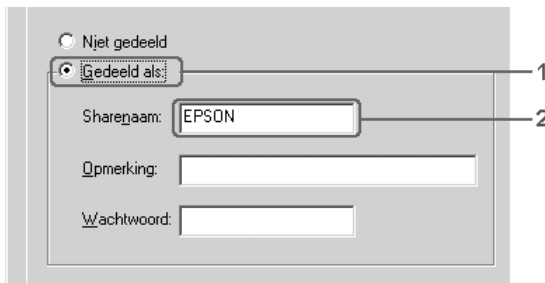 Niet gedeeld
Gedeeld als:
1
Sharenaam: EPSON
2
Opmerking:
Wachtwoord: